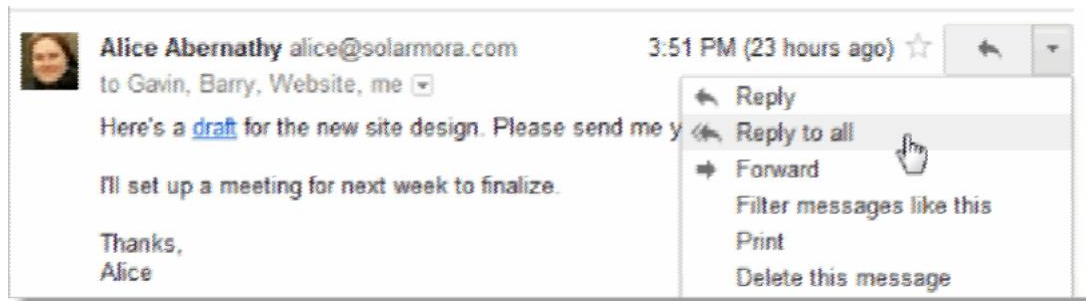 Alice Abernathy alice@solarmora.com 3:51 PM (23 hours ago)
to Gavin, Barry, Website, me
Here's a draft for the new site design. Please send me y
I'll set up a meeting for next week to finalize.
Thanks,
Alice
Reply
Reply to all
Forward
Filter messages like this
Print
Delete this message